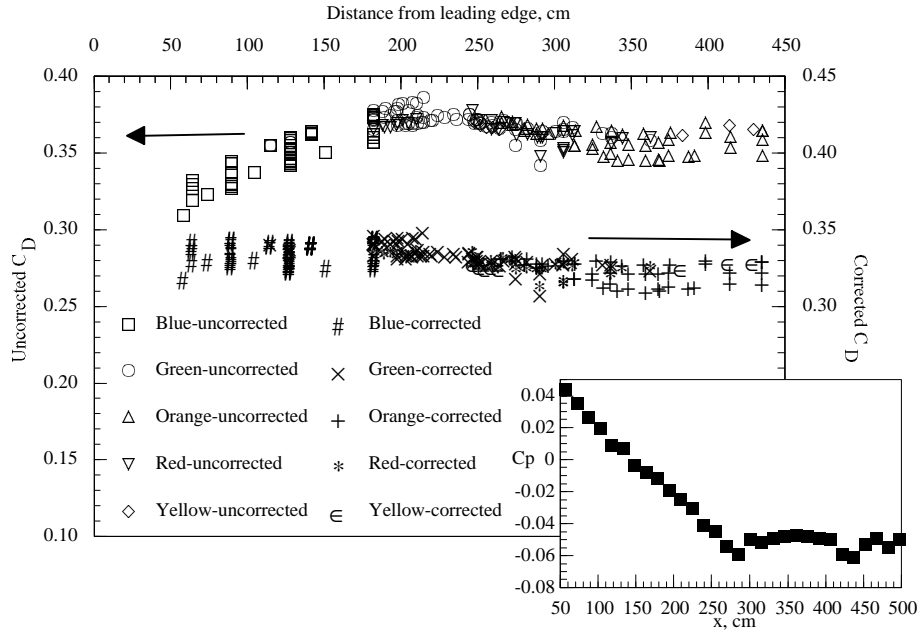 Distance from leading edge, cm
0 50 100 150 200 250 300 350 400 450
0.40 0.45
0.35 0.40
0.30 0.35
0.25 0.30
0.20
0.15
0.10
Uncorrected C_D
Corrected C_D
Blue-uncorrected # Blue-corrected
Green-uncorrected × Green-corrected
Orange-uncorrected + Orange-corrected
Red-uncorrected * Red-corrected
Yellow-uncorrected ∈ Yellow-corrected
0.04
0.02
Cp 0
-0.02
-0.04
-0.06
-0.08
50 100 150 200 250 300 350 400 450 500
x, cm